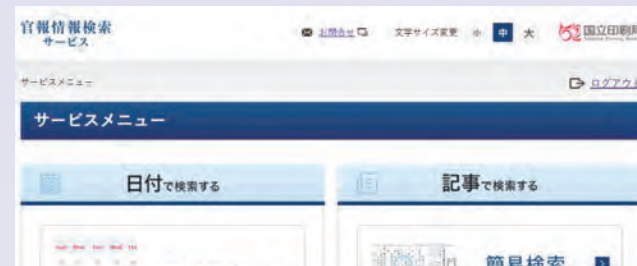 官報情報検索
サービス
お問合せ
文字サイズ変更 小 中 大
国立印刷局
サービスメニュー
ログアウ
サービスメニュー
日付で検索する
記事で検索する
簡易検索